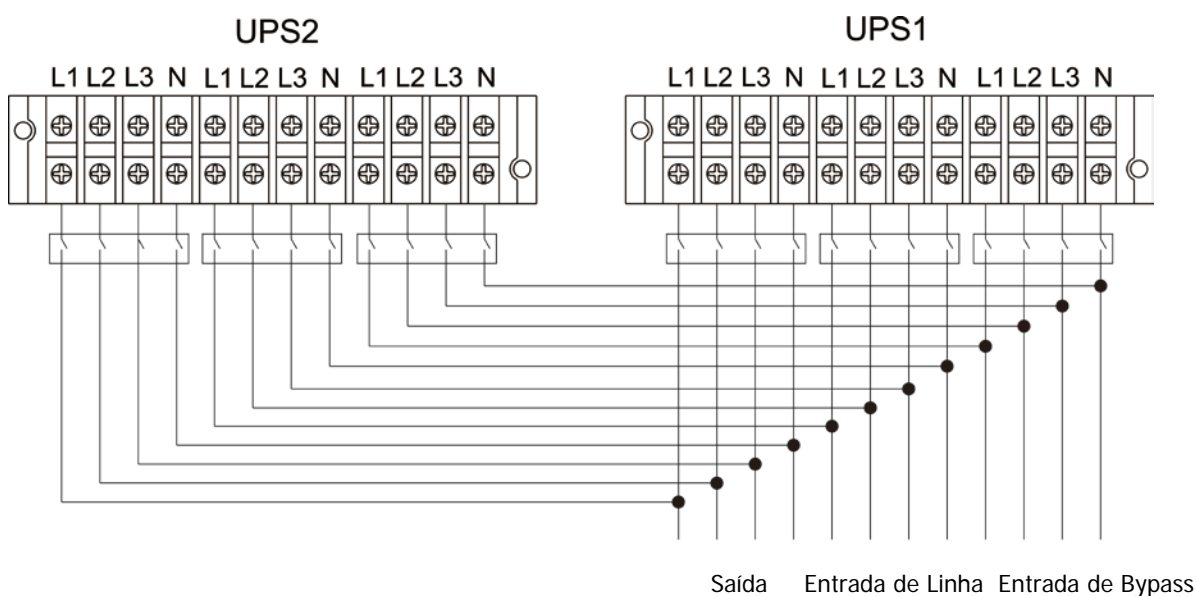 UPS2
UPS1
L1 L2 L3 N L1 L2 L3 N L1 L2 L3 N
L1 L2 L3 N L1 L2 L3 N L1 L2 L3 N
Saída Entrada de Linha Entrada de Bypass